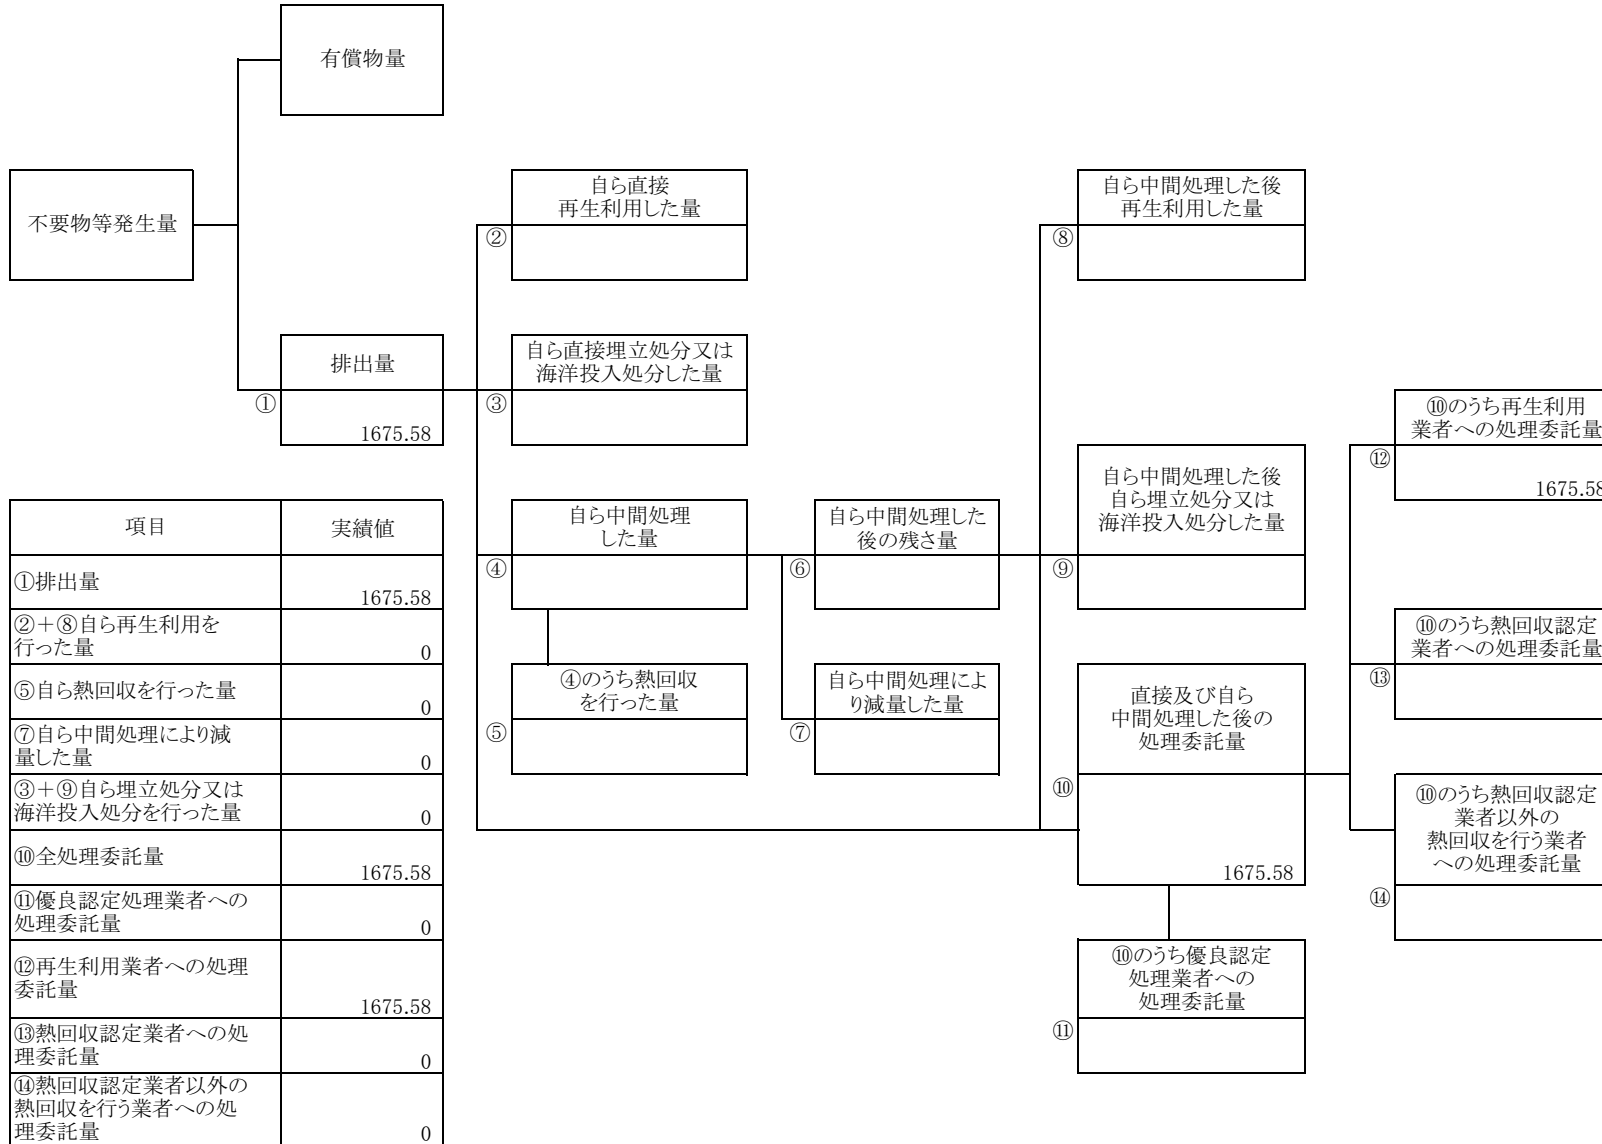 有償物量
不要物等発生量
排出量
①
1675.58
自ら直接
再生利用した量
②
自ら直接埋立処分又は
海洋投入処分した量
③
自ら中間処理
した量
④
④のうち熱回収
を行った量
⑤
自ら中間処理した
後の残さ量
⑥
自ら中間処理によ
り減量した量
⑦
自ら中間処理した後
再生利用した量
⑧
自ら中間処理した後
自ら埋立処分又は
海洋投入処分した量
⑨
直接及び自ら
中間処理した後の
処理委託量
⑩
1675.58
⑩のうち優良認定
処理業者への
処理委託量
⑪
⑩のうち再生利用
業者への処理委託量
⑫
1675.58
⑩のうち熱回収認定
業者への処理委託量
⑬
⑩のうち熱回収認定
業者以外の
熱回収を行う業者
への処理委託量
⑭
項目 実績値
①排出量 1675.58
②+⑧自ら再生利用を
行った量 0
⑤自ら熱回収を行った量 0
⑦自ら中間処理により減
量した量 0
③+⑨自ら埋立処分又は
海洋投入処分を行った量 0
⑩全処理委託量 1675.58
⑪優良認定処理業者への
処理委託量 0
⑫再生利用業者への処理
委託量 1675.58
⑬熱回収認定業者への処
理委託量 0
⑭熱回収認定業者以外の
熱回収を行う業者への処
理委託量 0